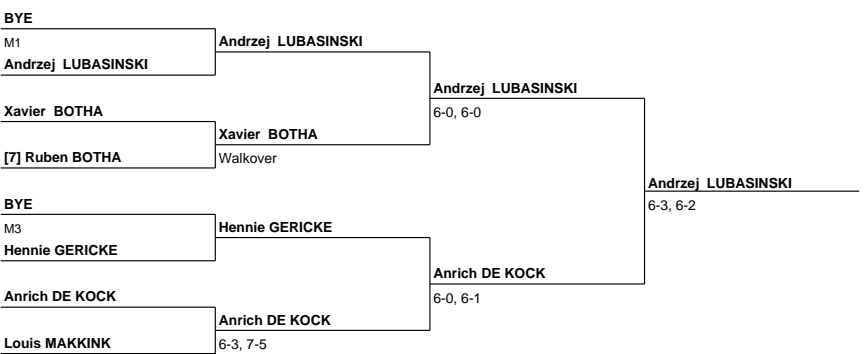 BYE
M1
Andrzej LUBASINSKI
Andrzej LUBASINSKI
Xavier BOTHA
[7] Ruben BOTHA
Xavier BOTHA
Walkover
Andrzej LUBASINSKI
6-0, 6-0
BYE
M3
Hennie GERICKE
Hennie GERICKE
Anrich DE KOCK
Louis MAKKINK
Anrich DE KOCK
6-3, 7-5
Anrich DE KOCK
6-0, 6-1
Andrzej LUBASINSKI
6-3, 6-2